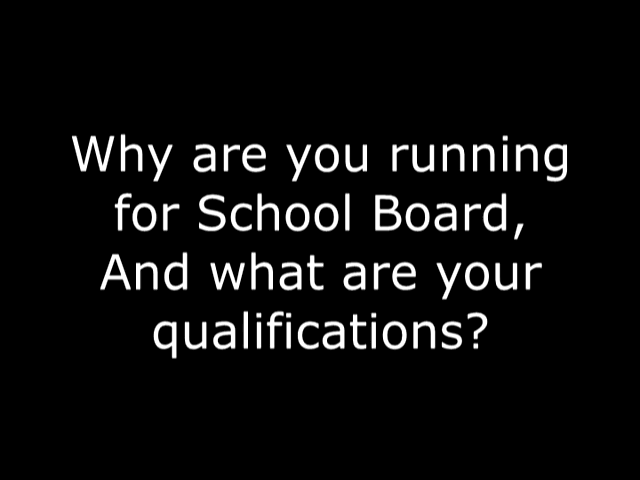 Why are you running
for School Board,
And what are your
qualifications?